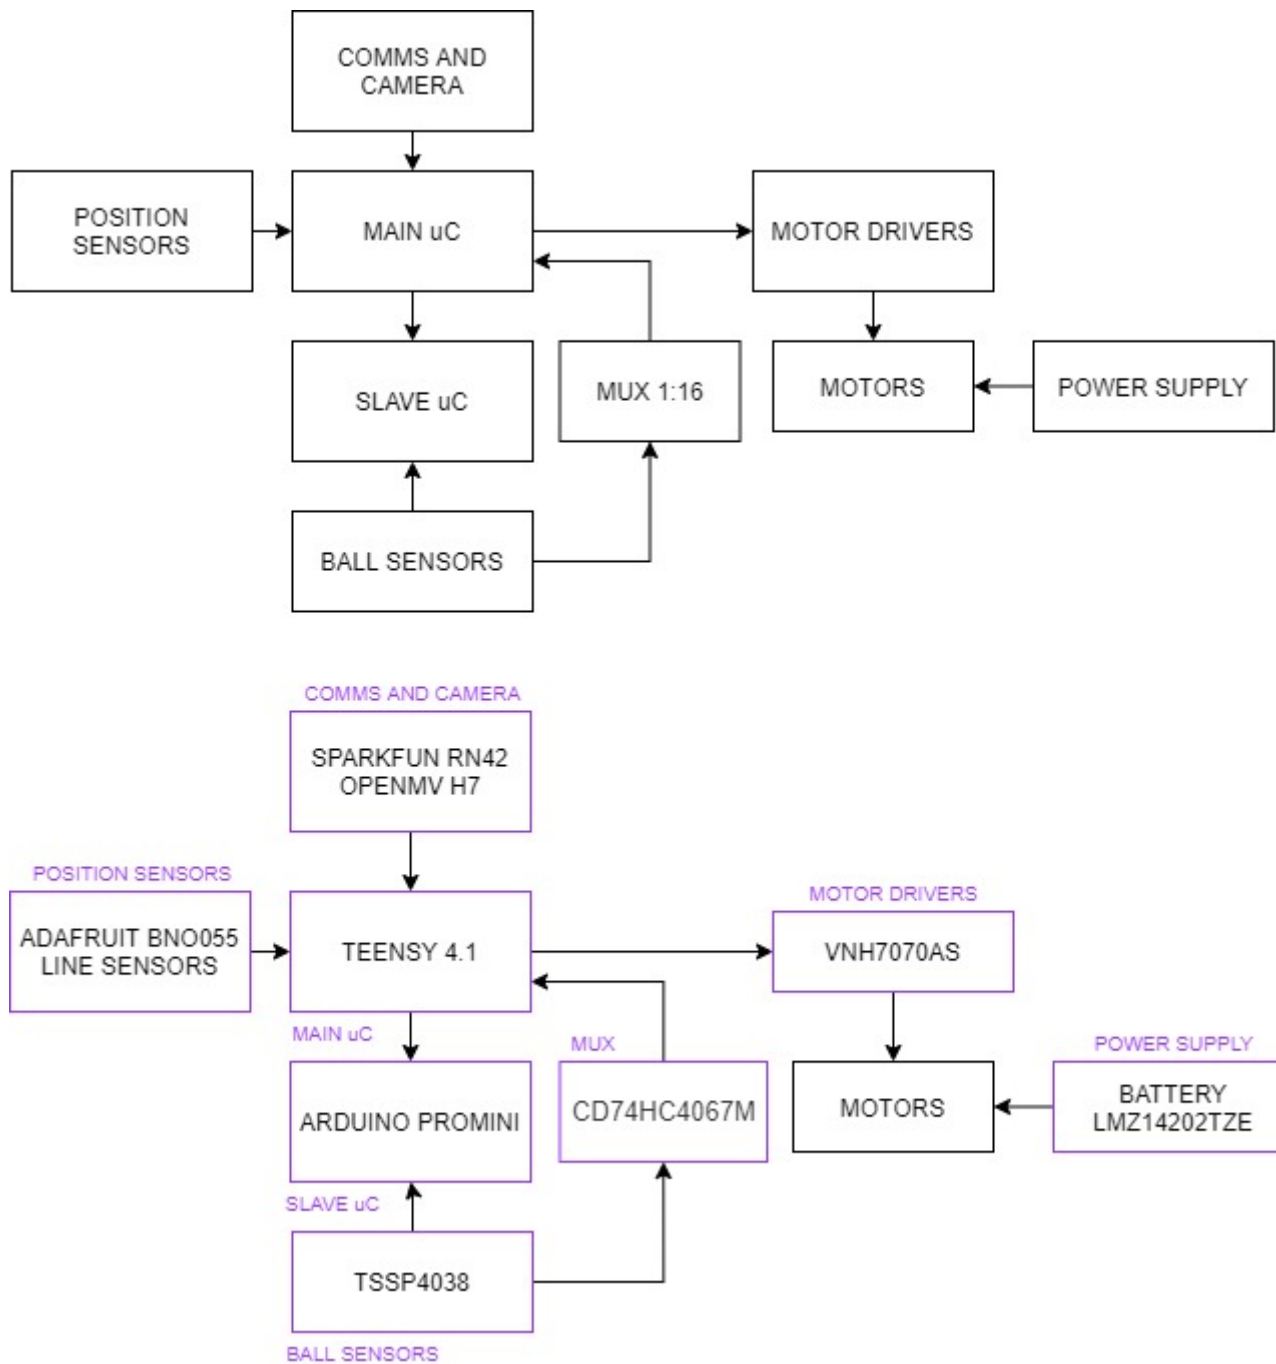 COMMS AND
CAMERA
POSITION
SENSORS
MAIN uC
MOTOR DRIVERS
SLAVE uC
MUX 1:16
MOTORS
POWER SUPPLY
BALL SENSORS
COMMS AND CAMERA
SPARKFUN RN42
OPENMV H7
POSITION SENSORS
ADAFRUIT BNO055
LINE SENSORS
TEENSY 4.1
MOTOR DRIVERS
VNH7070AS
MAIN uC
MUX
POWER SUPPLY
ARDUINO PROMINI
CD74HC4067M
MOTORS
BATTERY
LMZ14202TZE
SLAVE uC
TSSP4038
BALL SENSORS